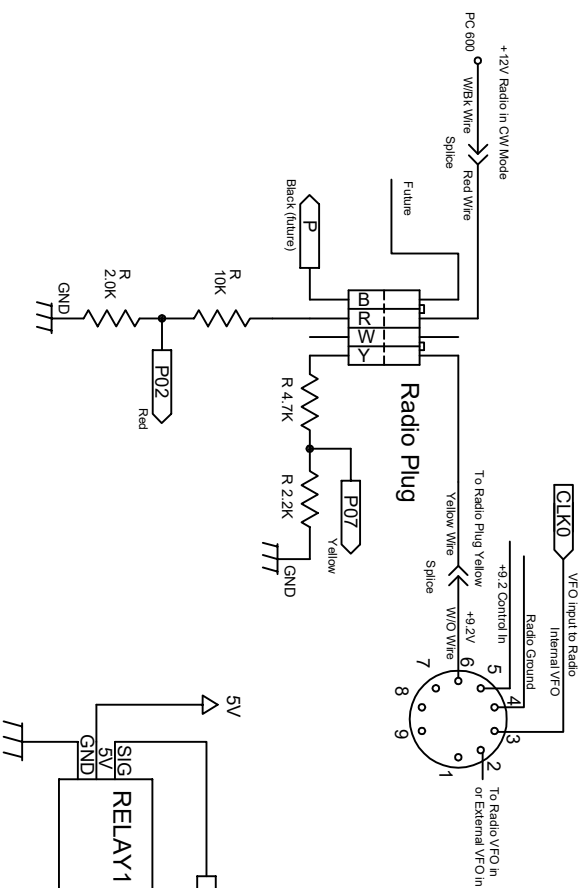 +12V Radio in CW Mode
PC 600
W/Bk Wire
Red Wire
Splice
Future
P
Black (future)
B
R
W
Y
Radio Plug
R
10K
R
2.0K
GND
P02
Red
R 4.7K
R 2.2K
P07
Yellow
GND
To Radio Plug Yellow
Yellow Wire
Splice
+9.2V
W/O Wire
CLK0
VFO input to Radio
Internal VFO
Radio Ground
+9.2 Control In
1
2
3
4
5
6
7
8
9
To Radio VFO in
or External VFO in
5V
SIG
5V
GND
RELAY1